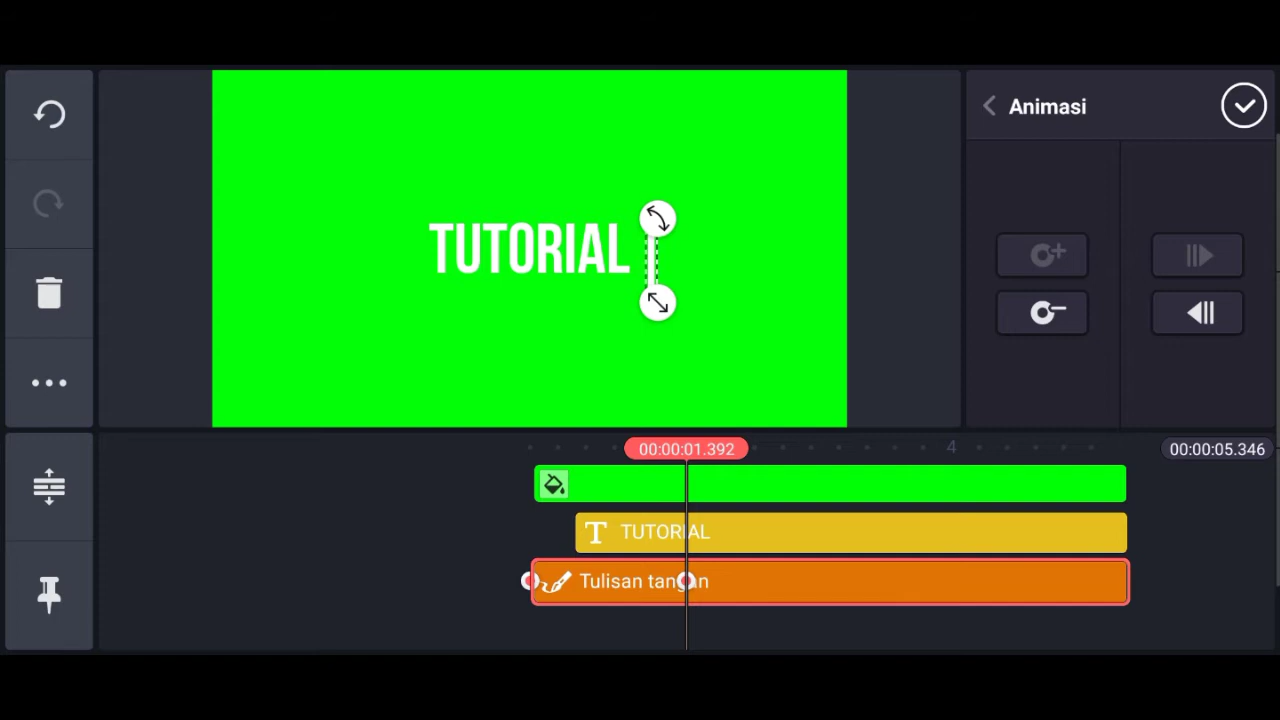 Animasi
TUTORIAL
00:00:01.392
4
00:00:05.346
T TUTORIAL
Tulisan tangan